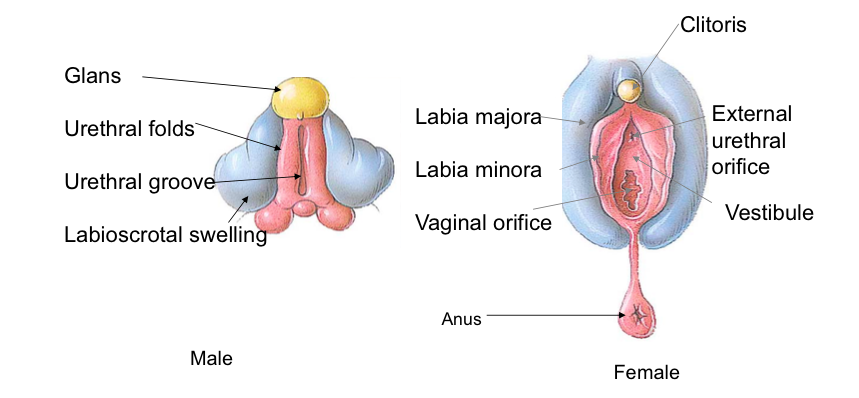 Glans
Urethral folds
Urethral groove
Labioscrotal swelling
Male
Clitoris
Labia majora
Labia minora
Vaginal orifice
External
urethral
orifice
Vestibule
Anus
Female